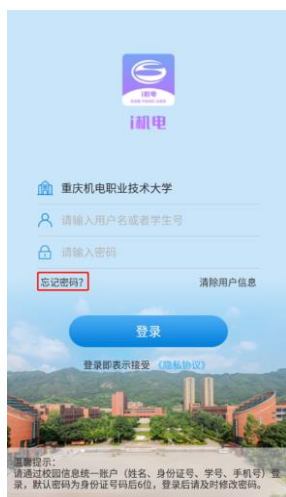 i机电
i机电
重庆机电职业技术大学
请输入用户名或者学生号
请输入密码
忘记密码? 清除用户信息
登录
登录即表示接受《隐私协议》
温馨提示:
请通过校园信息统一账户(姓名、身份证号、学号、手机号)登
录,默认密码为身份证号码后6位,登录后请及时修改密码。